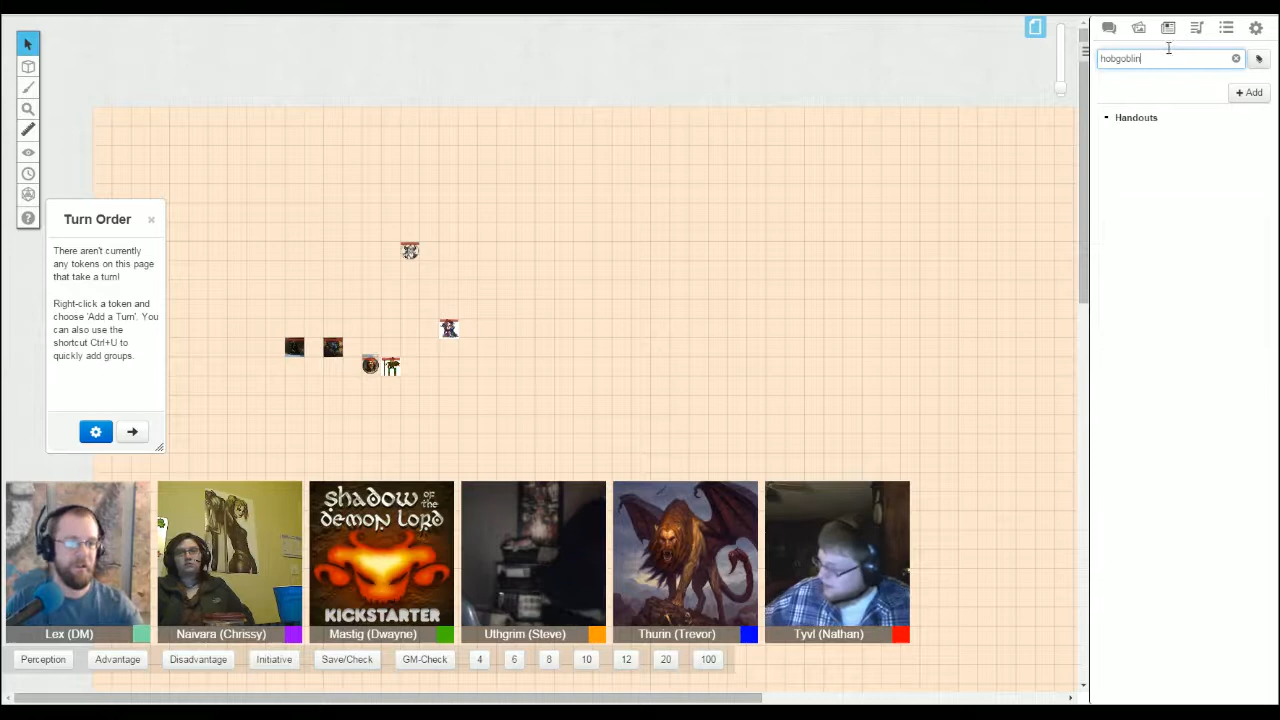 hobgoblin
+ Add
Handouts
Turn Order
There aren't currently
any tokens on this page
that take a turn!
Right-click a token and
choose 'Add a Turn'. You
can also use the
shortcut Ctrl+U to
quickly add groups.
SHADOW
OF THE
DEMON LORD
KICKSTARTER
Lex (DM)
Naivara (Chrissy)
Mastig (Dwayne)
Uthgrim (Steve)
Thurin (Trevor)
Tyvl (Nathan)
Perception
Advantage
Disadvantage
Initiative
Save/Check
GM-Check
4
6
8
10
12
20
100